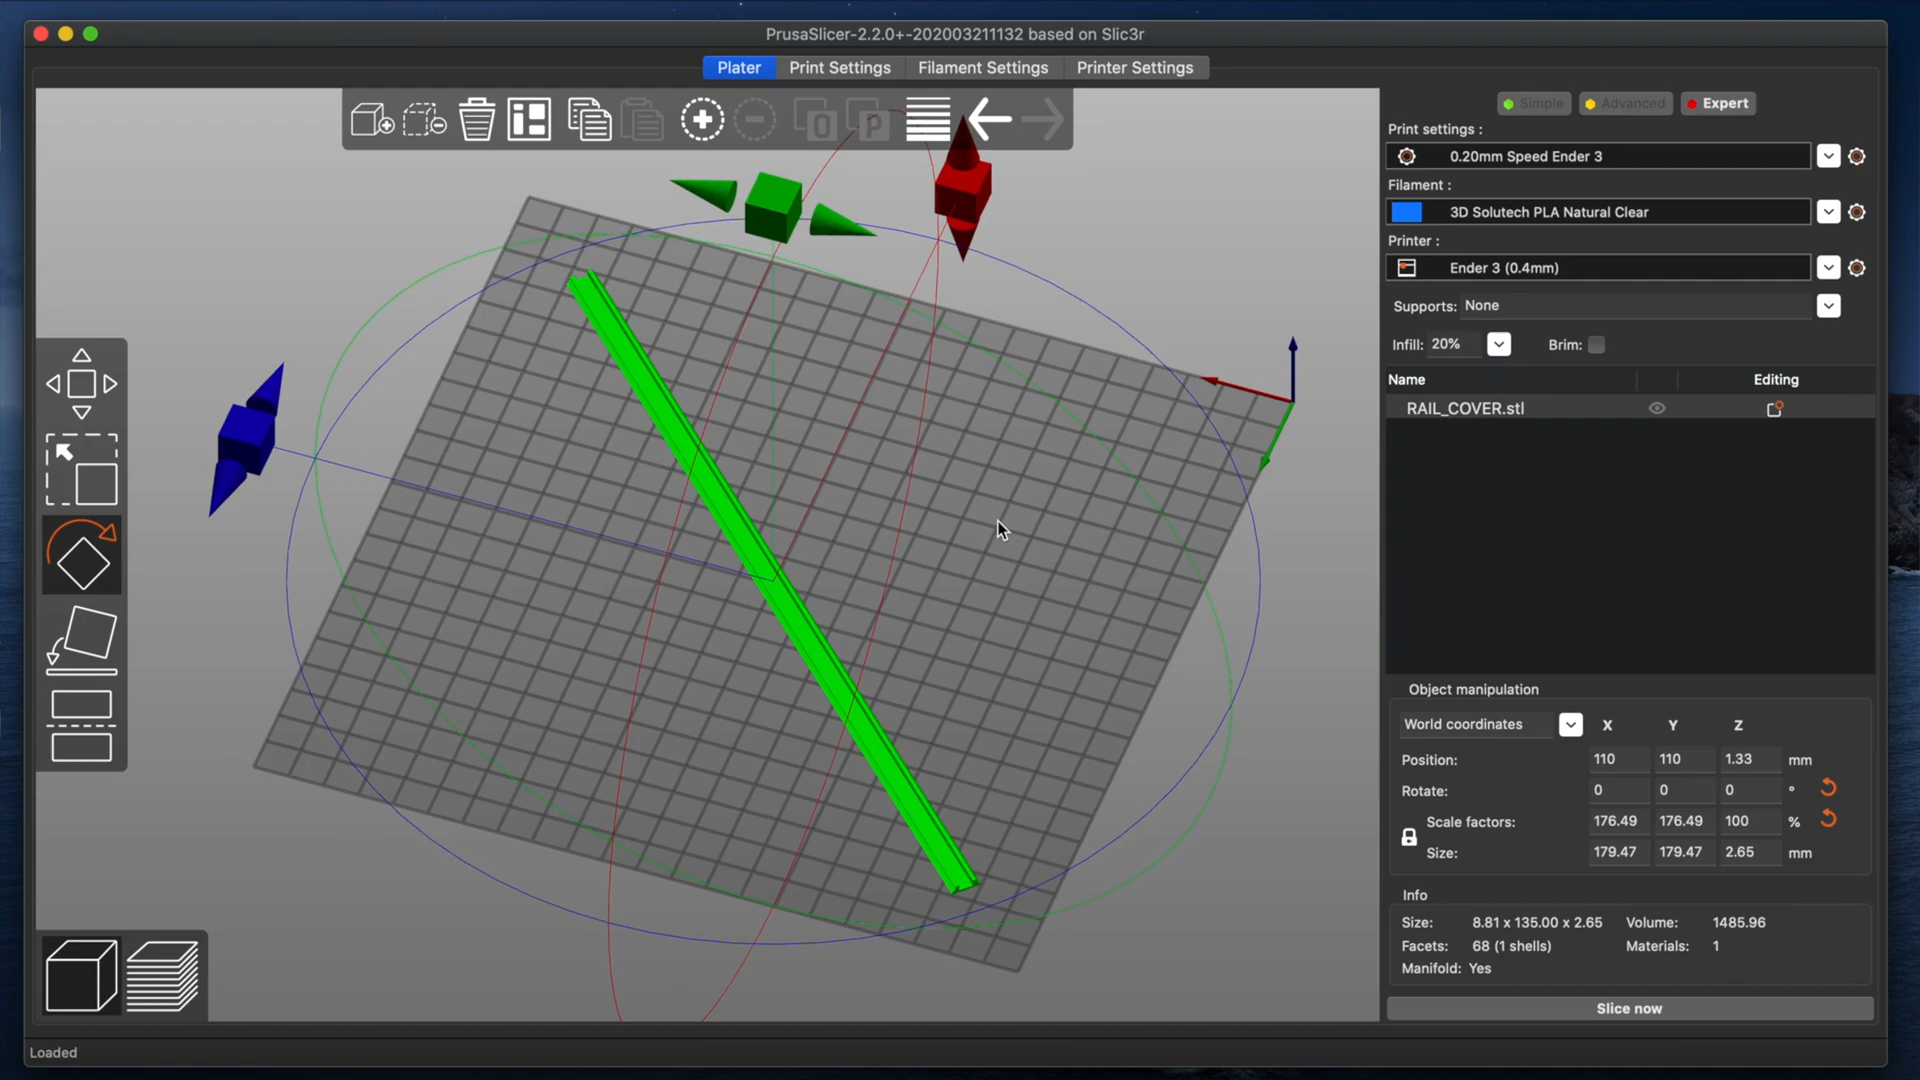 PrusaSlicer-2.2.0+-202003211132 based on Slic3r
Plater Print Settings Filament Settings Printer Settings
Simple Advanced Expert
Print settings :
0.20mm Speed Ender 3
Filament :
3D Solutech PLA Natural Clear
Printer :
Ender 3 (0.4mm)
Supports: None
Infill: 20% Brim:
Name Editing
RAIL_COVER.stl
Object manipulation
World coordinates X Y Z
Position: 110 110 1.33 mm
Rotate: 0 0 0 °
Scale factors: 176.49 176.49 100 %
Size: 179.47 179.47 2.65 mm
Info
Size: 8.81 x 135.00 x 2.65 Volume: 1485.96
Facets: 68 (1 shells) Materials: 1
Manifold: Yes
Slice now
Loaded